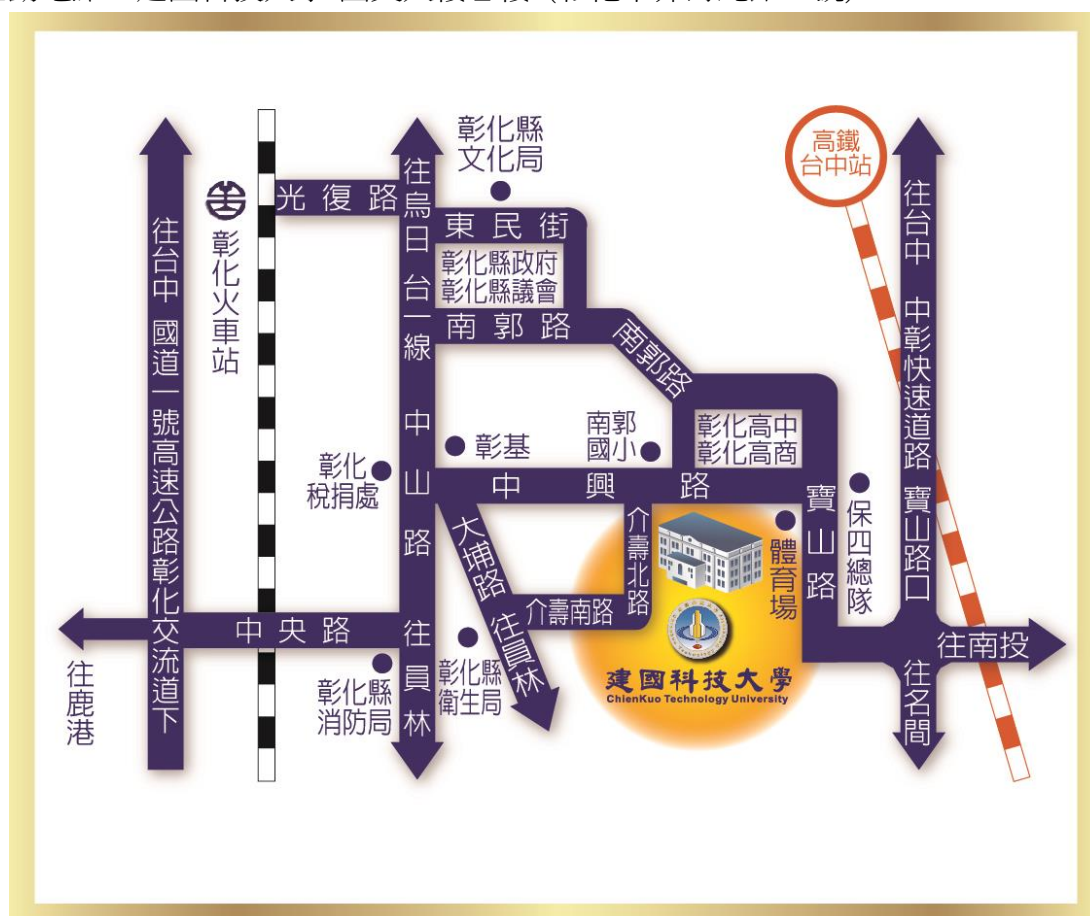 彰化縣
文化局
高鐵
台中站
往台中 國道一號高速公路彰化交流道下
彰化火車站
光復路
往烏日 台一線 中山路 往員林
東民街
彰化縣政府
彰化縣議會
南郭路
南郭路
往台中 中彰快速道路 寶山路口
彰基
南郭
國小
彰化高中
彰化高商
彰化
稅捐處
中興路
寶山路
保四總隊
體育場
大埔路 往員林
介壽北路
介壽南路
中央路
往鹿港
彰化縣
消防局
彰化縣
衛生局
往南投
往名間
建國科技大學
ChienKuo Technology University